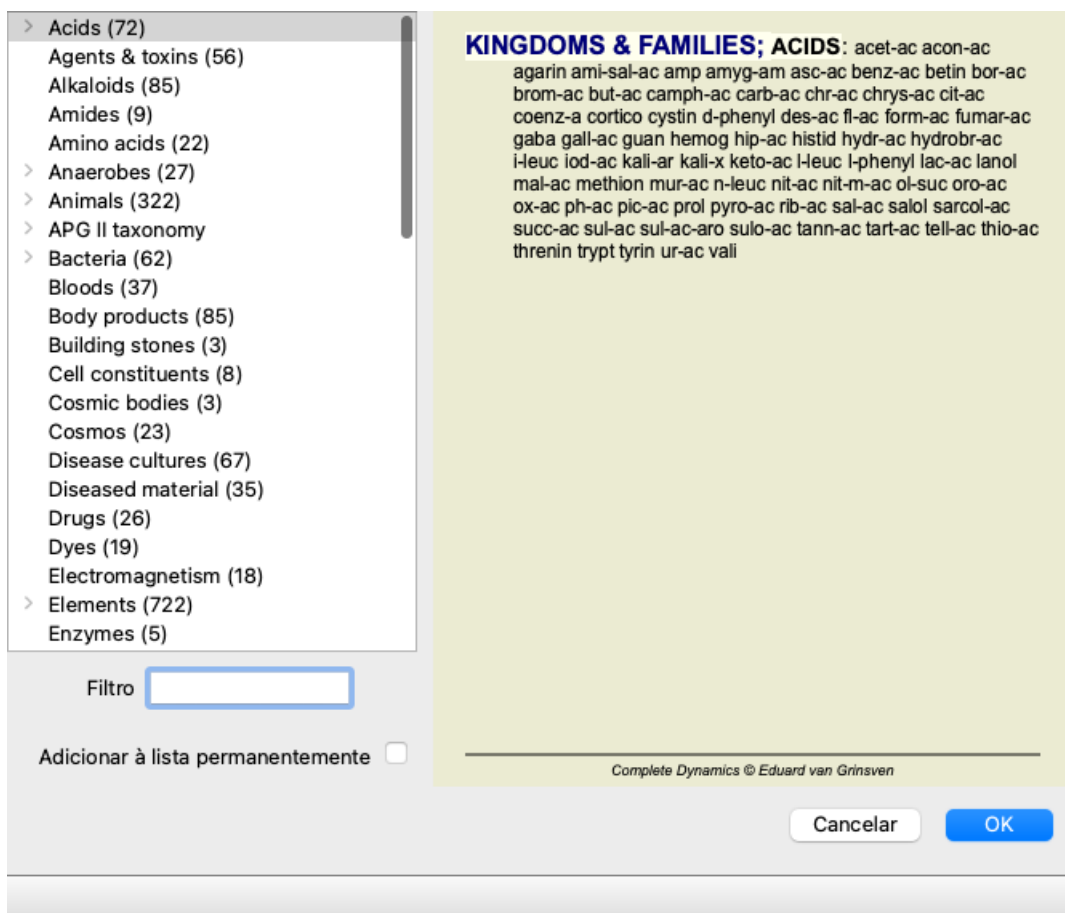 Acids (72)
Agents & toxins (56)
Alkaloids (85)
Amides (9)
Amino acids (22)
Anaerobes (27)
Animals (322)
APG II taxonomy
Bacteria (62)
Bloods (37)
Body products (85)
Building stones (3)
Cell constituents (8)
Cosmic bodies (3)
Cosmos (23)
Disease cultures (67)
Diseased material (35)
Drugs (26)
Dyes (19)
Electromagnetism (18)
Elements (722)
Enzymes (5)
Filtro
Adicionar à lista permanentemente
KINGDOMS & FAMILIES; ACIDS: acet-ac acon-ac
agarin ami-sal-ac amp amyg-am asc-ac benz-ac betin bor-ac
brom-ac but-ac camph-ac carb-ac chr-ac chrys-ac cit-ac
coenz-a cortico cystin d-phenyl des-ac fl-ac form-ac fumar-ac
gaba gall-ac guan hemog hip-ac histid hydr-ac hydrobr-ac
i-leuc iod-ac kali-ar kali-x keto-ac l-leuc l-phenyl lac-ac lanol
mal-ac methion mur-ac n-leuc nit-ac nit-m-ac ol-suc oro-ac
ox-ac ph-ac pic-ac prol pyro-ac rib-ac sal-ac salol sarcol-ac
succ-ac sul-ac sul-ac-aro sulo-ac tann-ac tart-ac tell-ac thio-ac
threnin trypt tyrin ur-ac vali
Complete Dynamics © Eduard van Grinsven
Cancelar
OK